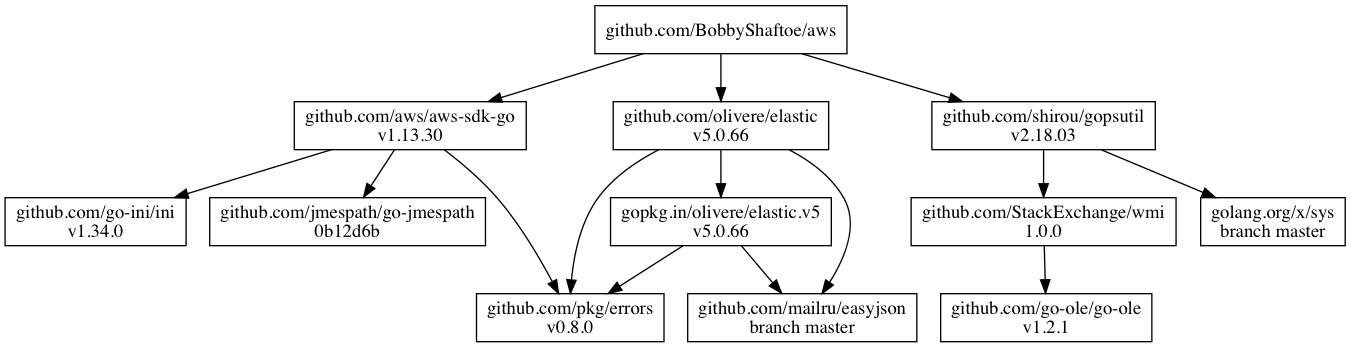 github.com/BobbyShaftoe/aws
github.com/aws/aws-sdk-go
v1.13.30
github.com/olivere/elastic
v5.0.66
github.com/shirou/gopsutil
v2.18.03
github.com/go-ini/ini
v1.34.0
github.com/jmespath/go-jmespath
0b12d6b
gopkg.in/olivere/elastic.v5
v5.0.66
github.com/StackExchange/wmi
1.0.0
golang.org/x/sys
branch master
github.com/pkg/errors
v0.8.0
github.com/mailru/easyjson
branch master
github.com/go-ole/go-ole
v1.2.1